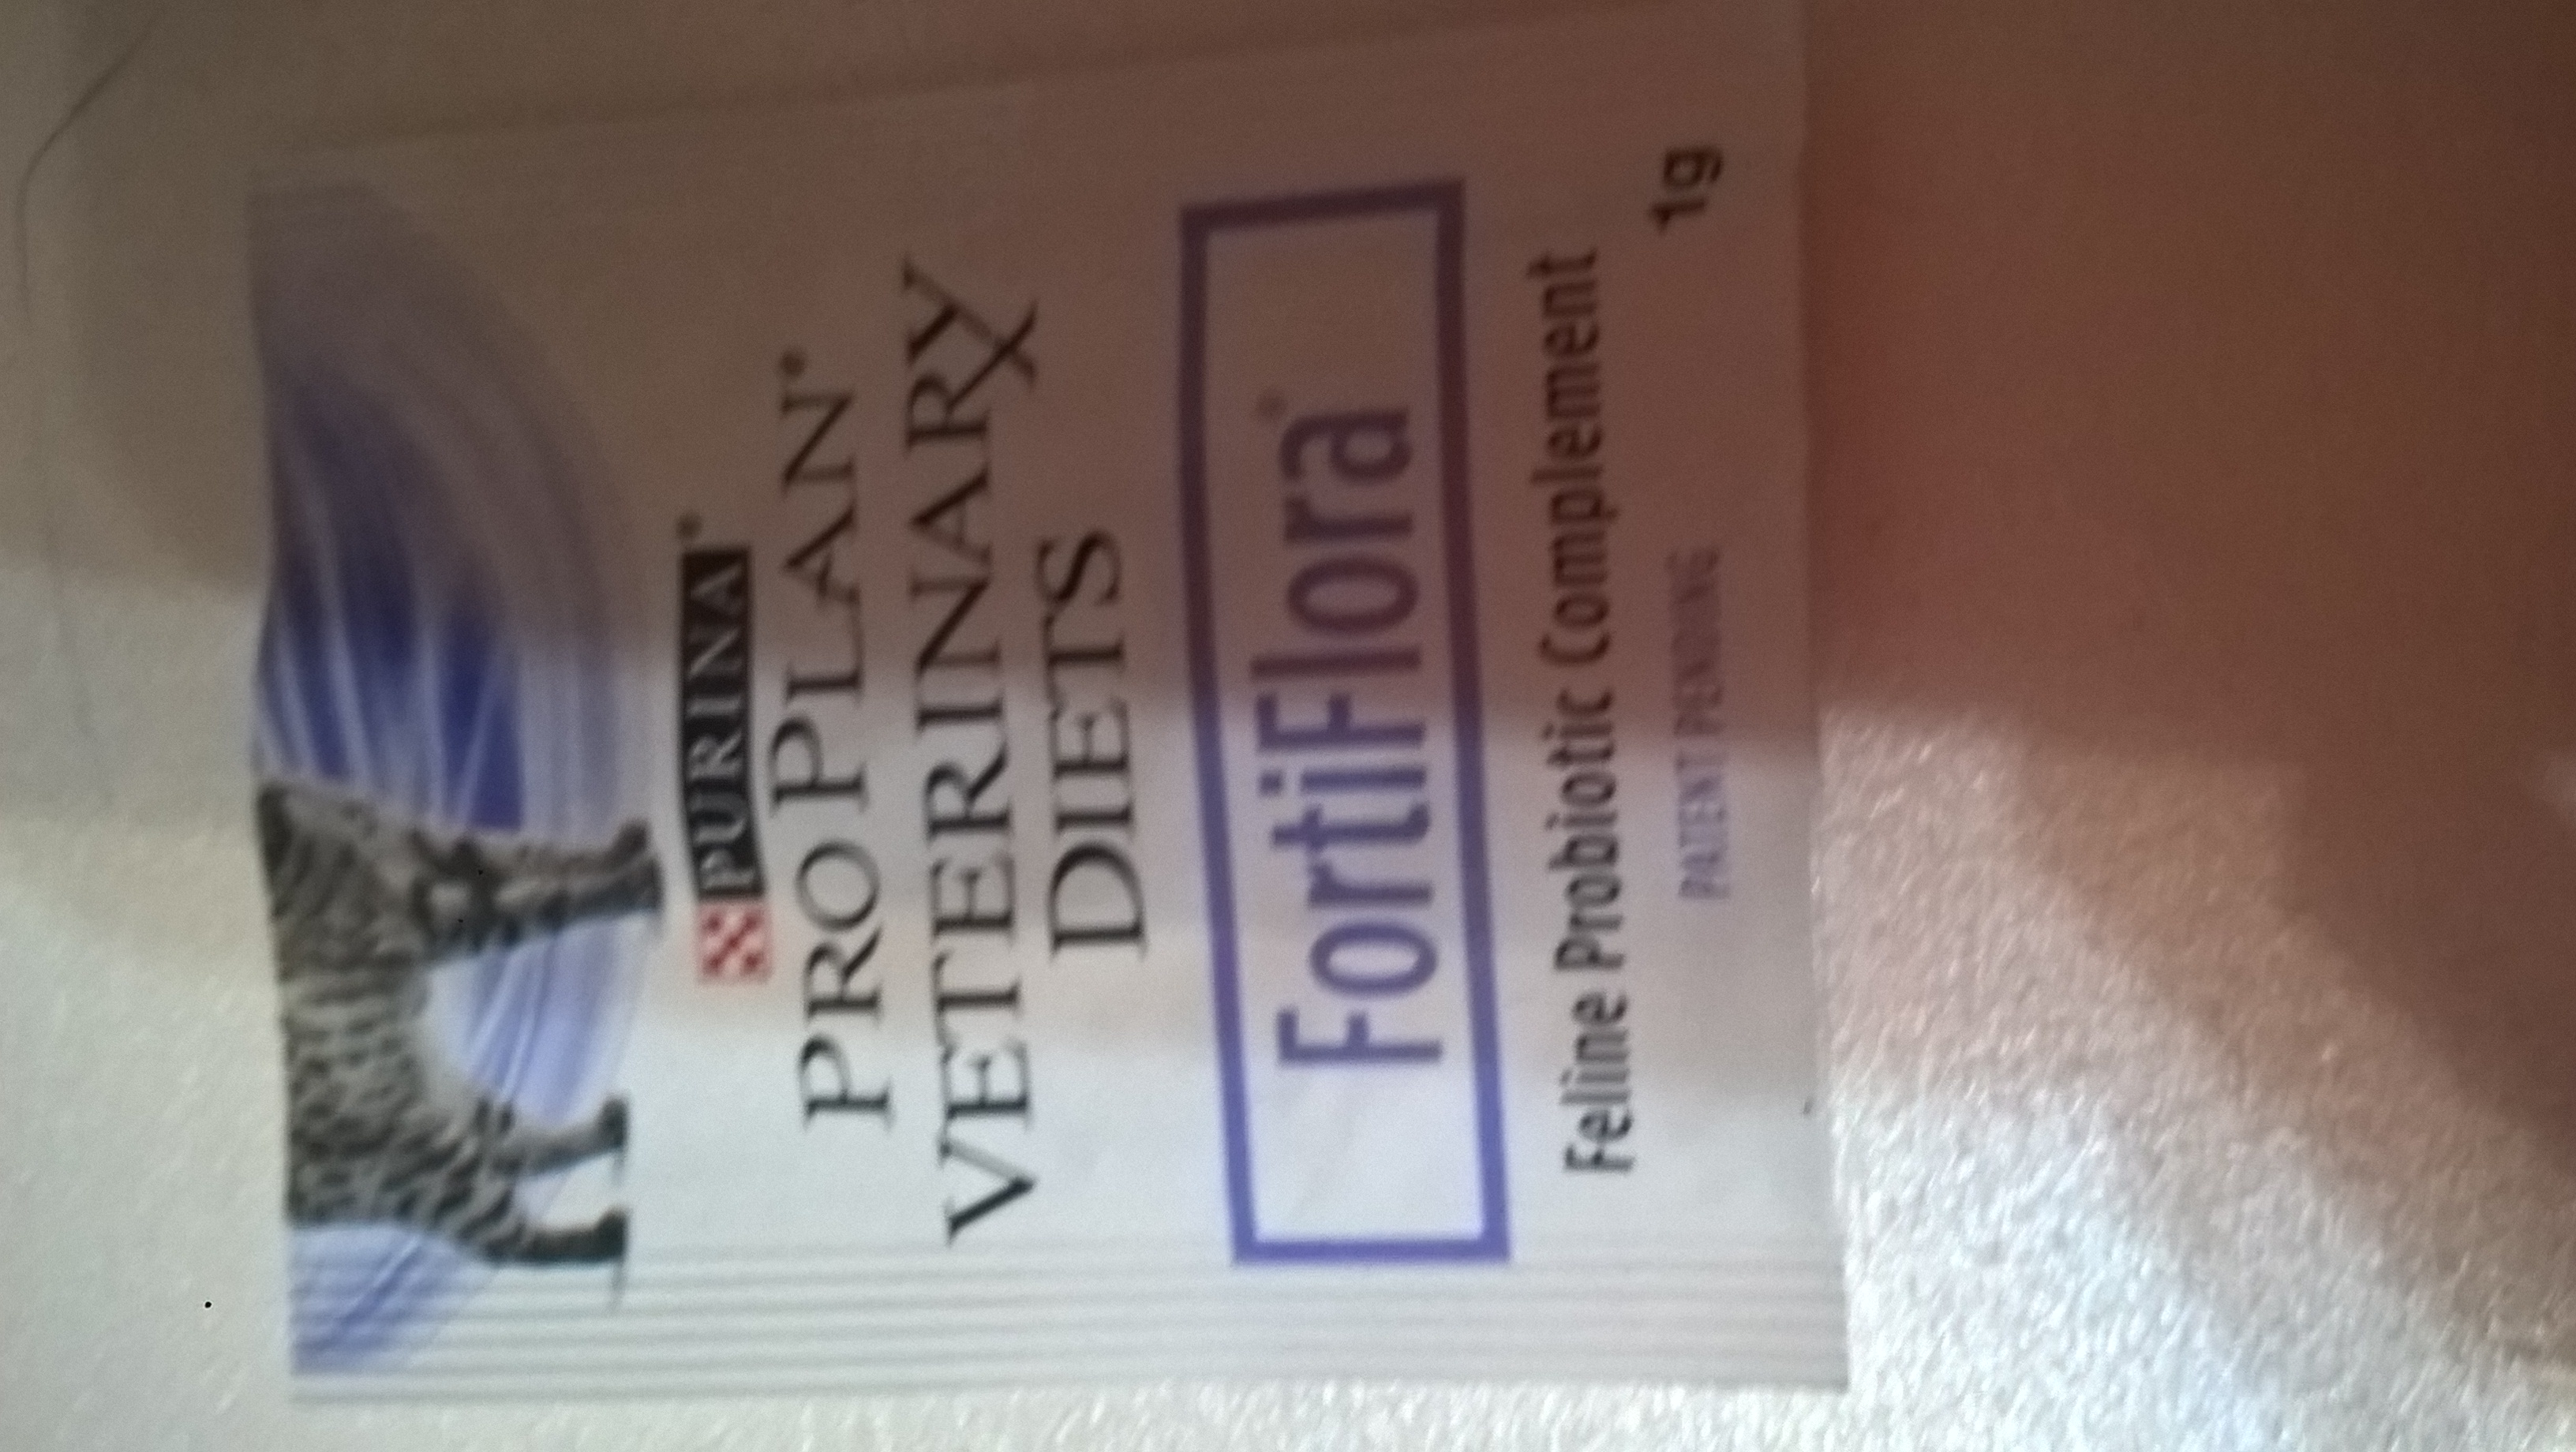 PURINA®
PRO PLAN®
VETERINARY
DIETS
FortiFlora®
Feline Probiotic Complement
PATENT PENDING
1g